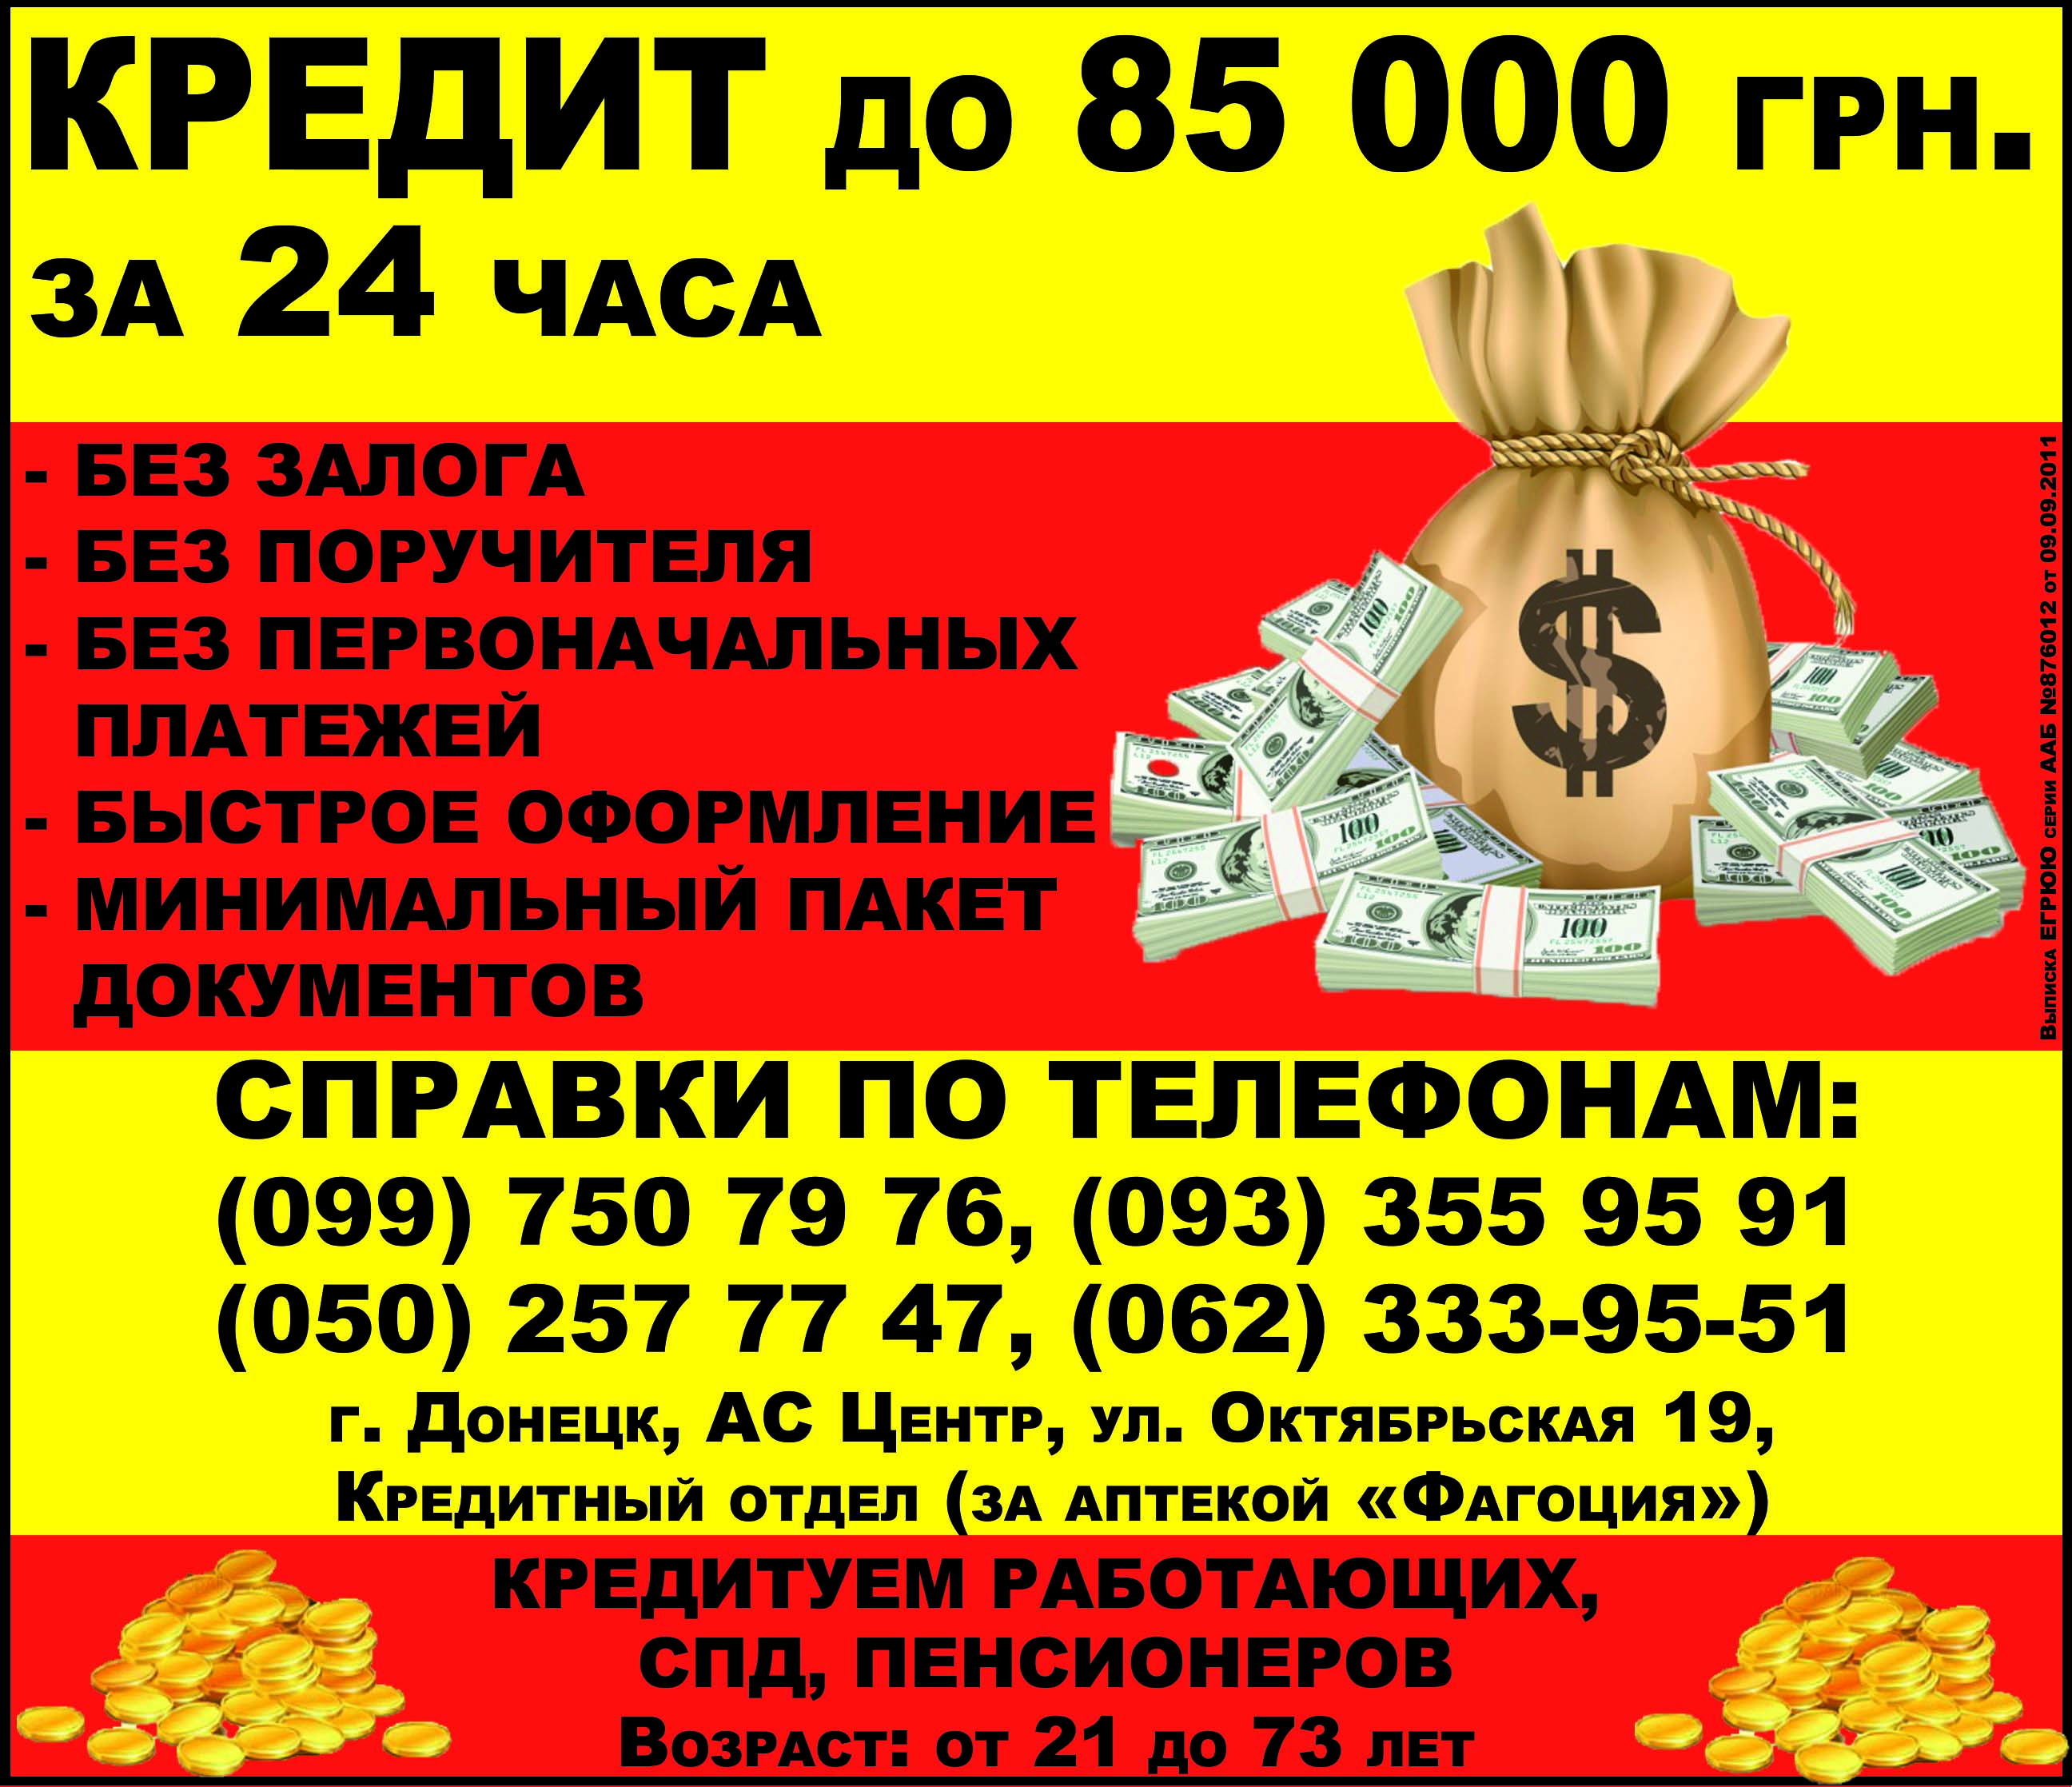 КРЕДИТ ДО 85 000 ГРН.
ЗА 24 ЧАСА
- БЕЗ ЗАЛОГА
- БЕЗ ПОРУЧИТЕЛЯ
- БЕЗ ПЕРВОНАЧАЛЬНЫХ
ПЛАТЕЖЕЙ
- БЫСТРОЕ ОФОРМЛЕНИЕ
- МИНИМАЛЬНЫЙ ПАКЕТ
ДОКУМЕНТОВ
$
Выписка ЕГРЮЮ серии ААБ №876012 от 09.09.2011
СПРАВКИ ПО ТЕЛЕФОНАМ:
(099) 750 79 76, (093) 355 95 91
(050) 257 77 47, (062) 333-95-51
г. Донецк, АС Центр, ул. Октябрьская 19,
Кредитный отдел (за аптекой «Фагоция»)
КРЕДИТУЕМ РАБОТАЮЩИХ,
СПД, ПЕНСИОНЕРОВ
Возраст: от 21 до 73 лет